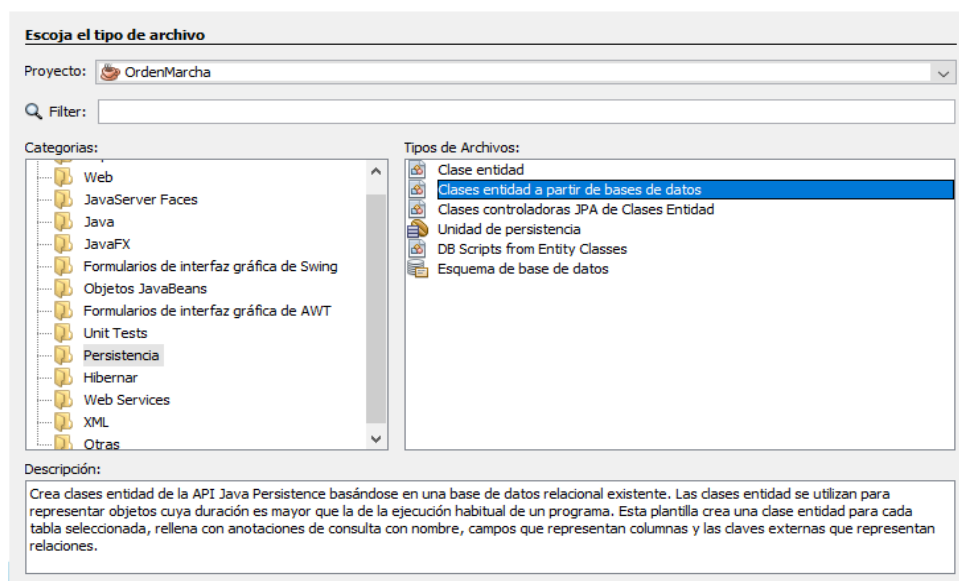 Escoja el tipo de archivo
Proyecto: OrdenMarcha
Filter:
Categorias:
Web
JavaServer Faces
Java
JavaFX
Formularios de interfaz gráfica de Swing
Objetos JavaBeans
Formularios de interfaz gráfica de AWT
Unit Tests
Persistencia
Hibernar
Web Services
XML
Otras
Tipos de Archivos:
Clase entidad
Clases entidad a partir de bases de datos
Clases controladoras JPA de Clases Entidad
Unidad de persistencia
DB Scripts from Entity Classes
Esquema de base de datos
Descripción:
Crea clases entidad de la API Java Persistence basándose en una base de datos relacional existente. Las clases entidad se utilizan para
representar objetos cuya duración es mayor que la de la ejecución habitual de un programa. Esta plantilla crea una clase entidad para cada
tabla seleccionada, rellena con anotaciones de consulta con nombre, campos que representan columnas y las claves externas que representan
relaciones.